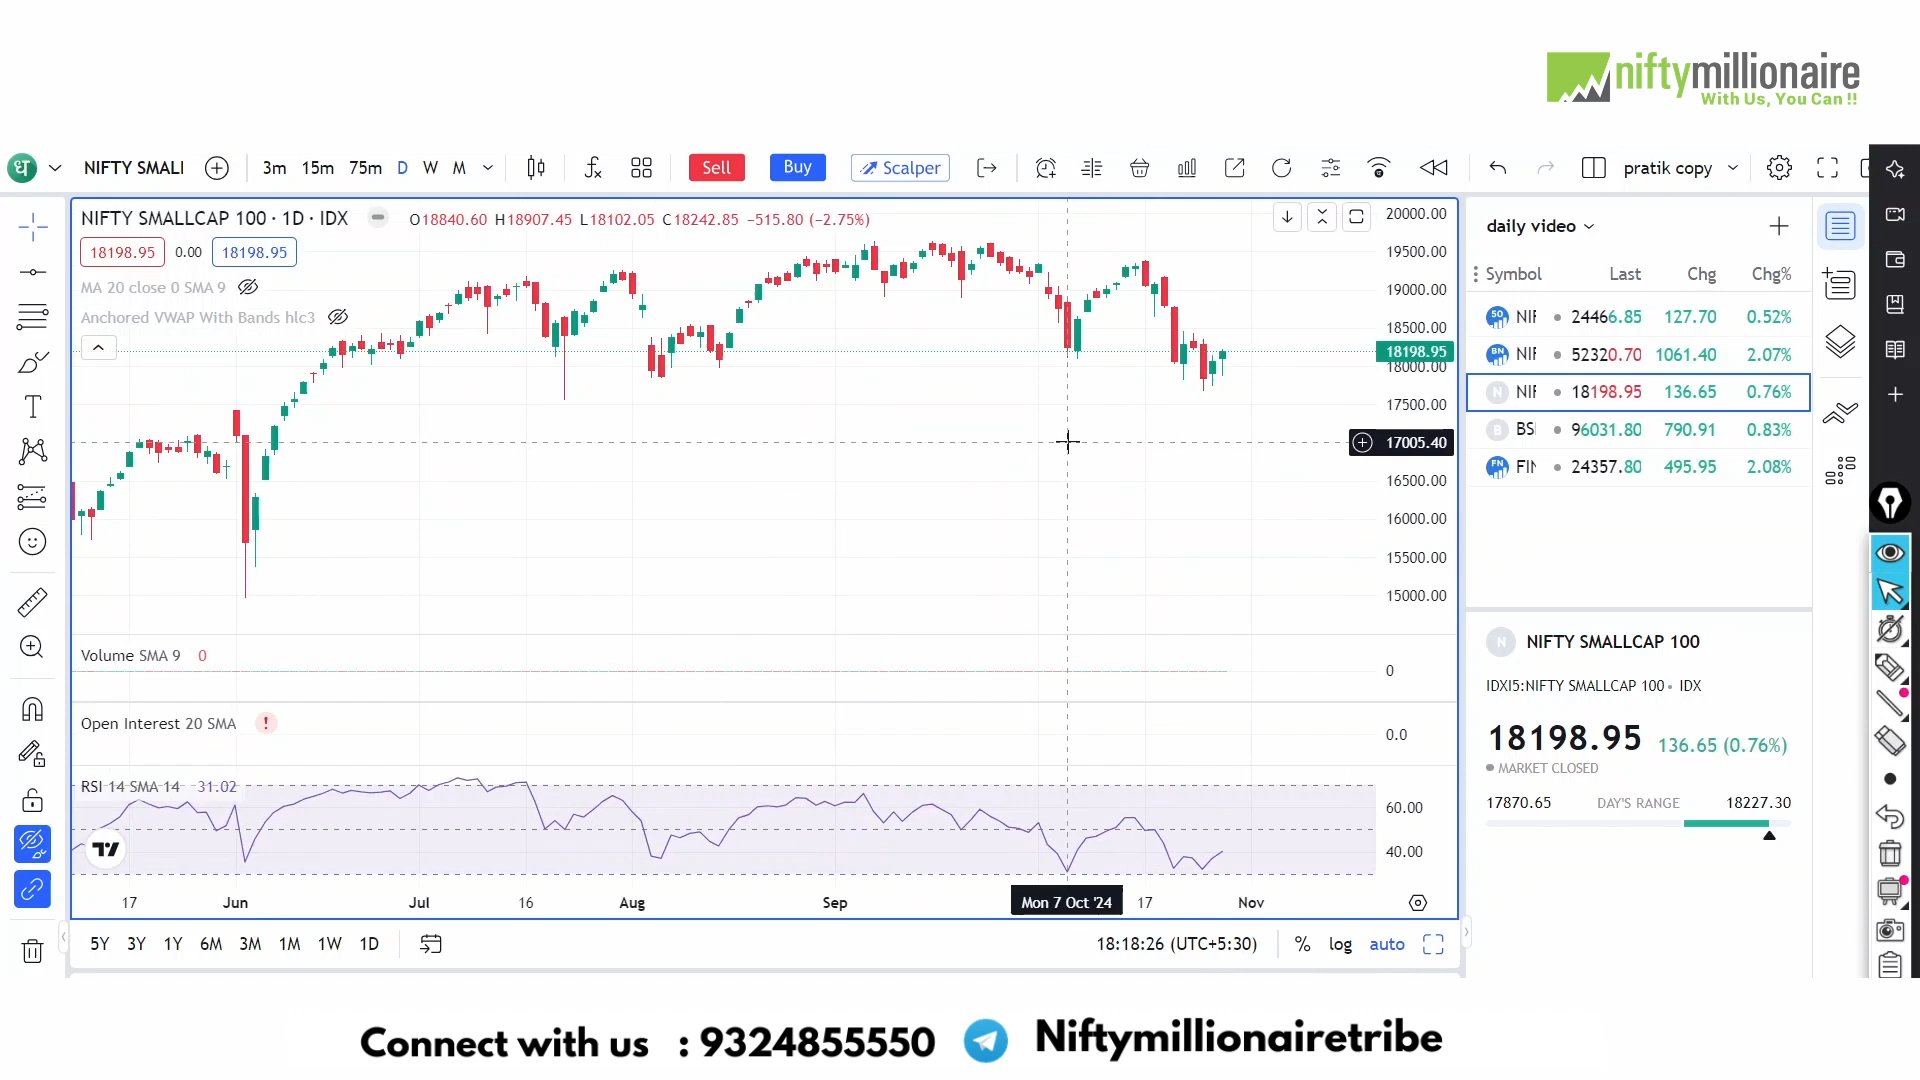 niftymillionaire
With Us, You Can !!
ध
NIFTY SMALL
3m 15m 75m D W M
Sell Buy Scalper
pratik copy
NIFTY SMALLCAP 100 · 1D · IDX
O18840.60 H18907.45 L18102.05 C18242.85 −515.80 (−2.75%)
18198.95 0.00 18198.95
MA 20 close 0 SMA 9
Anchored VWAP With Bands hlc3
20000.00
19500.00
19000.00
18500.00
18198.95
18000.00
17500.00
17005.40
16500.00
16000.00
15500.00
15000.00
Volume SMA 9 0
0
Open Interest 20 SMA !
0.0
RSI 14 SMA 14 31.02
60.00
40.00
17 Jun Jul 16 Aug Sep Mon 7 Oct '24 17 Nov
5Y 3Y 1Y 6M 3M 1M 1W 1D
18:18:26 (UTC+5:30) % log auto
daily video
Symbol Last Chg Chg%
50 NIF 24466.85 127.70 0.52%
BN NIF 52320.70 1061.40 2.07%
N NIF 18198.95 136.65 0.76%
B BSE 96031.80 790.91 0.83%
FN FIN 24357.80 495.95 2.08%
N NIFTY SMALLCAP 100
IDXI5:NIFTY SMALLCAP 100 • IDX
18198.95 136.65 (0.76%)
MARKET CLOSED
17870.65 DAY'S RANGE 18227.30
Connect with us : 9324855550 Niftymillionairetribe